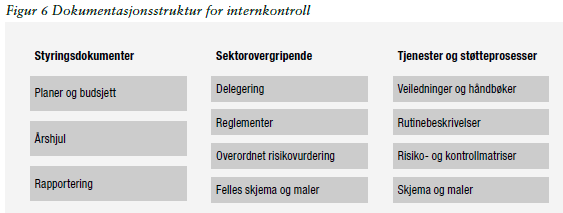 Figur 6 Dokumentasjonsstruktur for internkontroll
Styringsdokumenter
Planer og budsjett
Årshjul
Rapportering
Sektorovergripende
Delegering
Reglementer
Overordnet risikovurdering
Felles skjema og maler
Tjenester og støtteprosesser
Veiledninger og håndbøker
Rutinebeskrivelser
Risiko- og kontrollmatriser
Skjema og maler